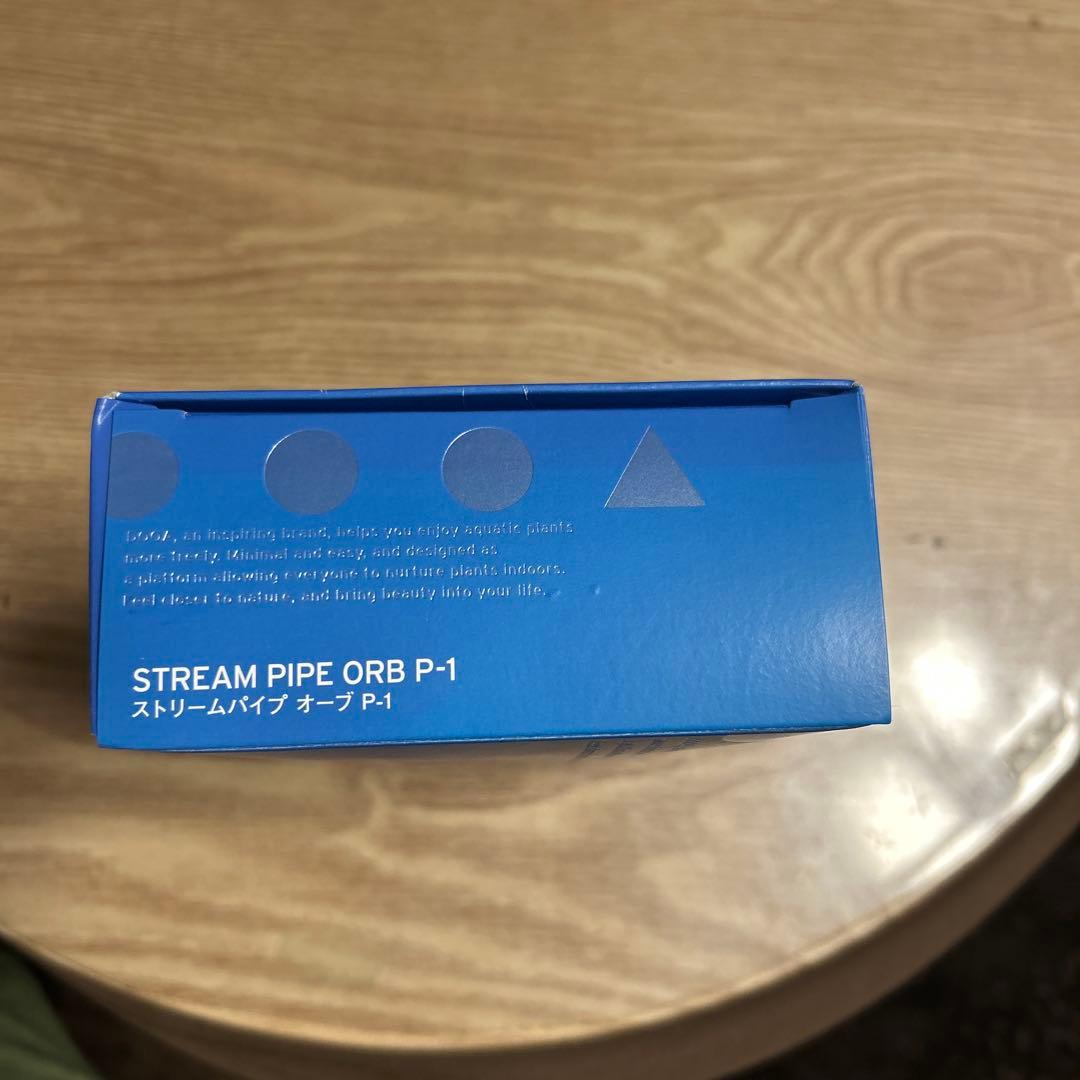 DOOA, an inspiring brand, helps you enjoy aquatic plants
more freely. Minimal and easy, and designed as
a platform allowing everyone to nurture plants indoors.
Feel closer to nature, and bring beauty into your life.
STREAM PIPE ORB P-1
ストリームパイプ オーブ P-1